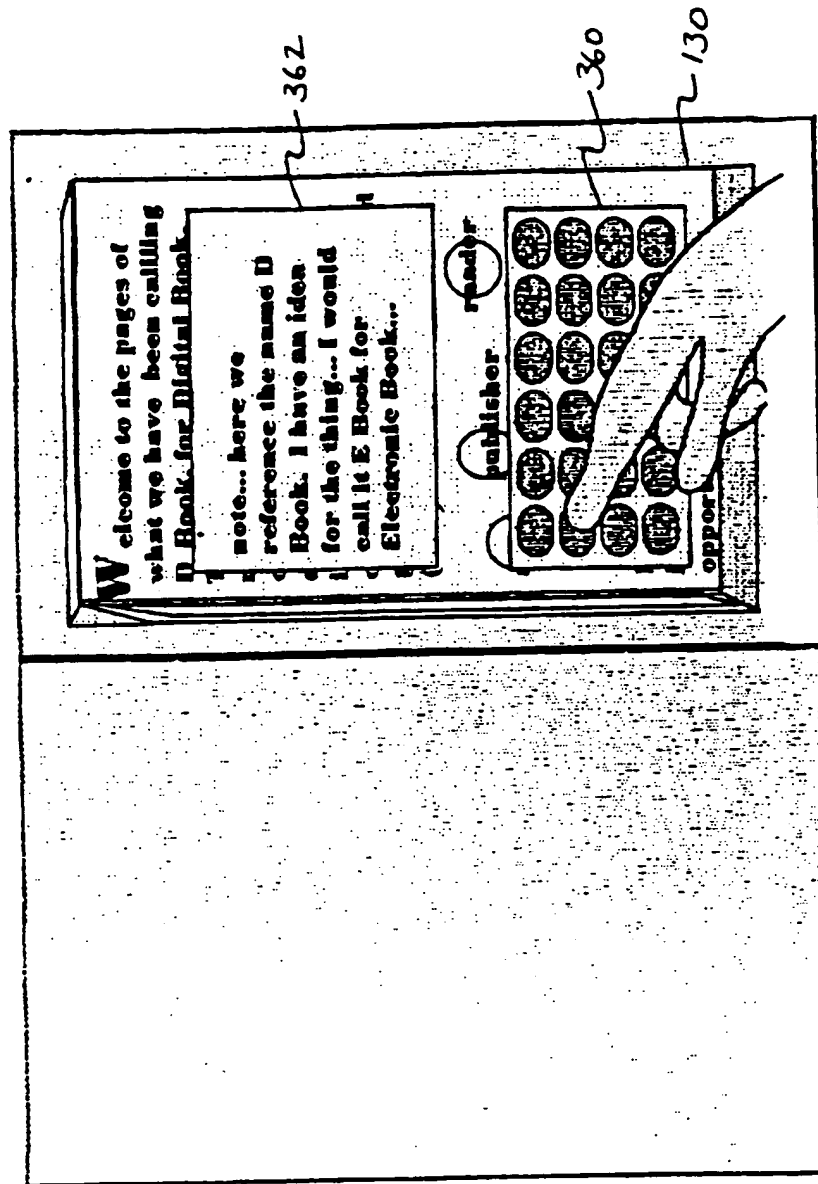 Welcome to the pages of
what we have been callling
D Book, for Digital Book.
note... here we
reference the name D
Book. I have an idea
for the thing... I would
call it E Book for
Electronic Book...
publisher reader
oppor
362
360
130